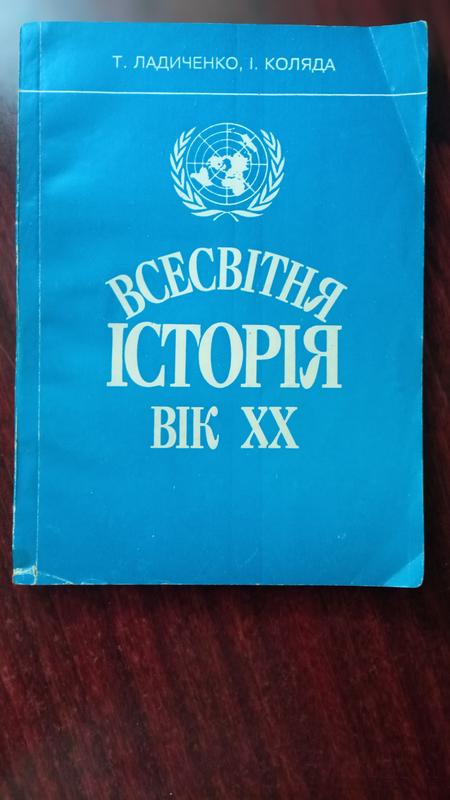 Т. ЛАДИЧЕНКО, І. КОЛЯДА
ВСЕСВІТНЯ
ІСТОРІЯ
ВІК XX